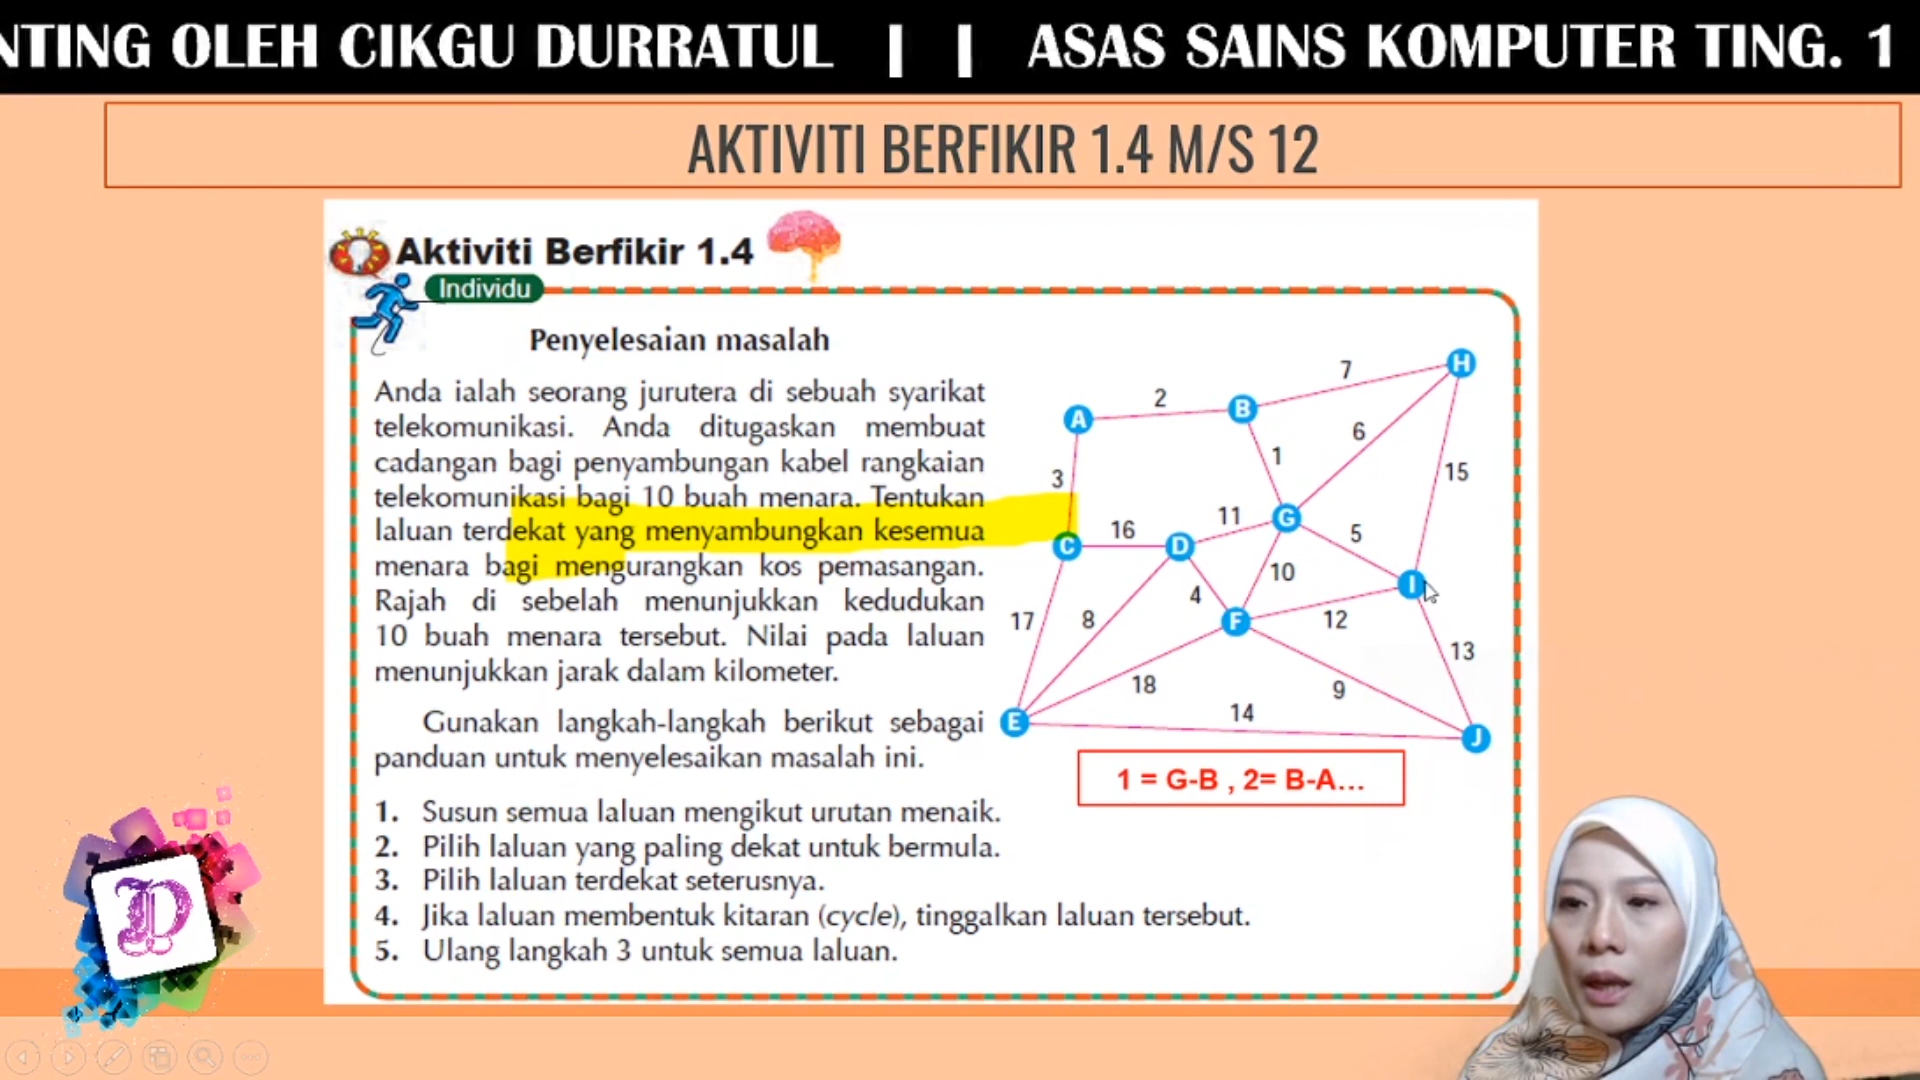 NTING OLEH CIKGU DURRATUL | | ASAS SAINS KOMPUTER TING. 1
AKTIVITI BERFIKIR 1.4 M/S 12
Aktiviti Berfikir 1.4
Individu
Penyelesaian masalah
Anda ialah seorang jurutera di sebuah syarikat
telekomunikasi. Anda ditugaskan membuat
cadangan bagi penyambungan kabel rangkaian
telekomunikasi bagi 10 buah menara. Tentukan
laluan terdekat yang menyambungkan kesemua
menara bagi mengurangkan kos pemasangan.
Rajah di sebelah menunjukkan kedudukan
10 buah menara tersebut. Nilai pada laluan
menunjukkan jarak dalam kilometer.
Gunakan langkah-langkah berikut sebagai
panduan untuk menyelesaikan masalah ini.
1. Susun semua laluan mengikut urutan menaik.
2. Pilih laluan yang paling dekat untuk bermula.
3. Pilih laluan terdekat seterusnya.
4. Jika laluan membentuk kitaran (cycle), tinggalkan laluan tersebut.
5. Ulang langkah 3 untuk semua laluan.
H
7
A 2 B
6
1
3 15
G
11 5
C 16 D
10
I
4
17 8 F 12
13
18 9
14
E J
1 = G-B , 2= B-A...
P